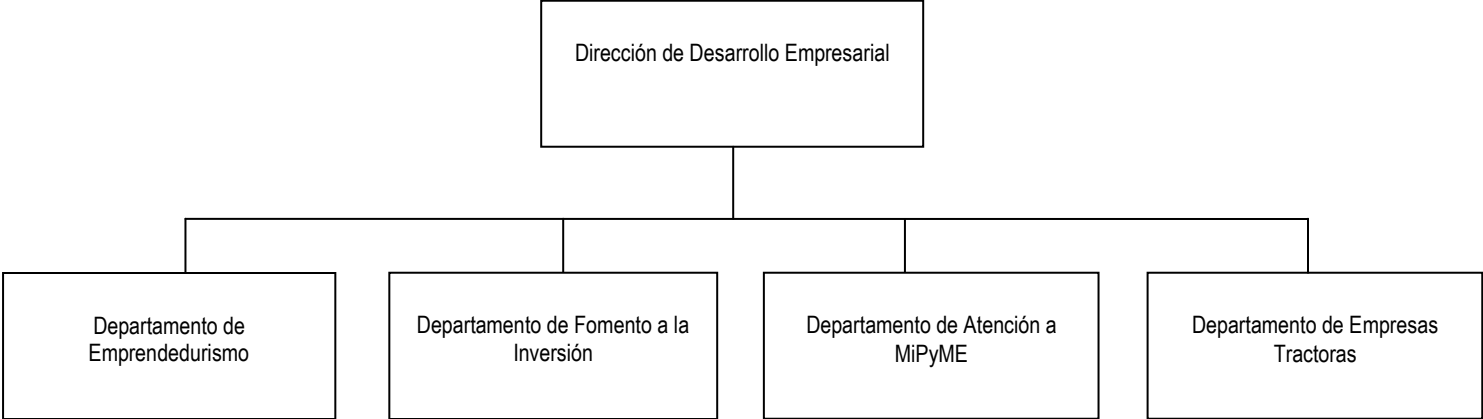 Dirección de Desarrollo Empresarial
Departamento de
Emprendedurismo
Departamento de Fomento a la
Inversión
Departamento de Atención a
MiPyME
Departamento de Empresas
Tractoras